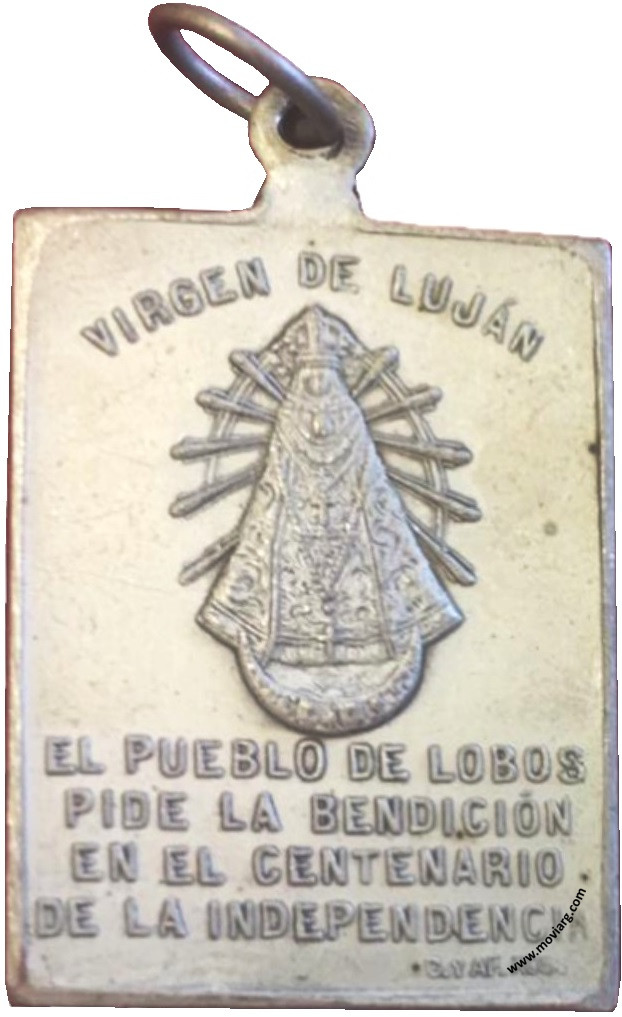 VIRGEN DE LUJÁN
EL PUEBLO DE LOBOS
PIDE LA BENDICIÓN
EN EL CENTENARIO
DE LA INDEPENDENCIA
www.moviarg.com